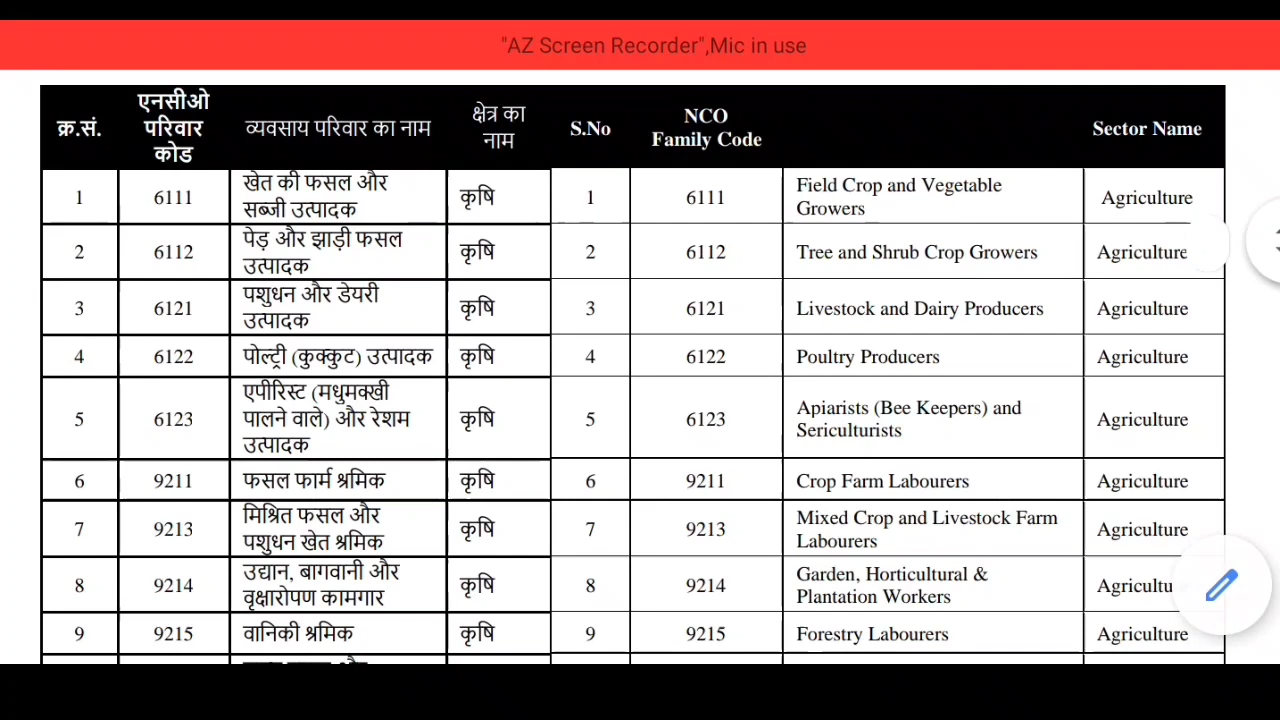 "AZ Screen Recorder",Mic in use
क्र.सं. एनसीओ परिवार कोड व्यवसाय परिवार का नाम क्षेत्र का नाम S.No NCO Family Code Sector Name
1 6111 खेत की फसल और सब्जी उत्पादक कृषि 1 6111 Field Crop and Vegetable Growers Agriculture
2 6112 पेड़ और झाड़ी फसल उत्पादक कृषि 2 6112 Tree and Shrub Crop Growers Agriculture
3 6121 पशुधन और डेयरी उत्पादक कृषि 3 6121 Livestock and Dairy Producers Agriculture
4 6122 पोल्ट्री (कुक्कुट) उत्पादक कृषि 4 6122 Poultry Producers Agriculture
5 6123 एपीरिस्ट (मधुमक्खी पालने वाले) और रेशम उत्पादक कृषि 5 6123 Apiarists (Bee Keepers) and Sericulturists Agriculture
6 9211 फसल फार्म श्रमिक कृषि 6 9211 Crop Farm Labourers Agriculture
7 9213 मिश्रित फसल और पशुधन खेत श्रमिक कृषि 7 9213 Mixed Crop and Livestock Farm Labourers Agriculture
8 9214 उद्यान, बागवानी और वृक्षारोपण कामगार कृषि 8 9214 Garden, Horticultural & Plantation Workers Agricultu
9 9215 वानिकी श्रमिक कृषि 9 9215 Forestry Labourers Agriculture